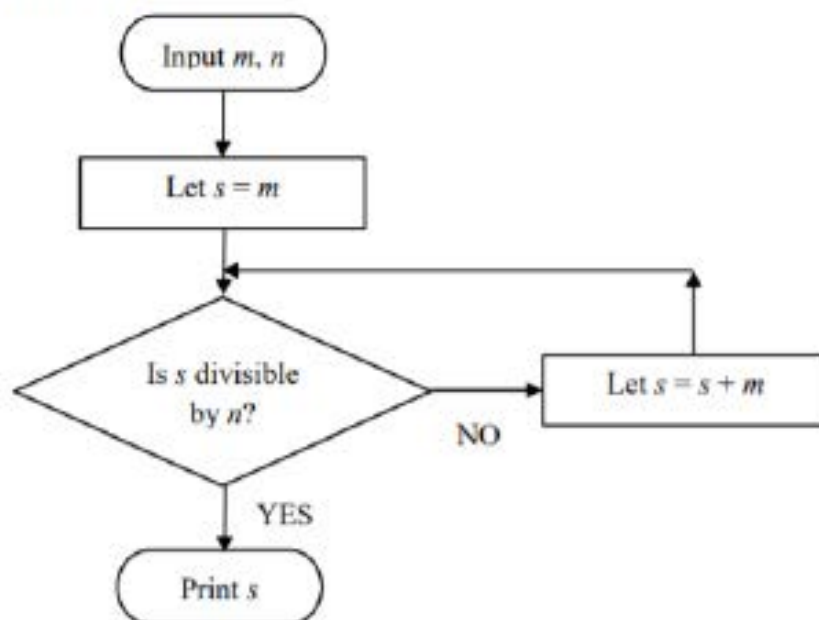 Input m, n
Let s = m
Is s divisible
by n?
NO
Let s = s + m
YES
Print s